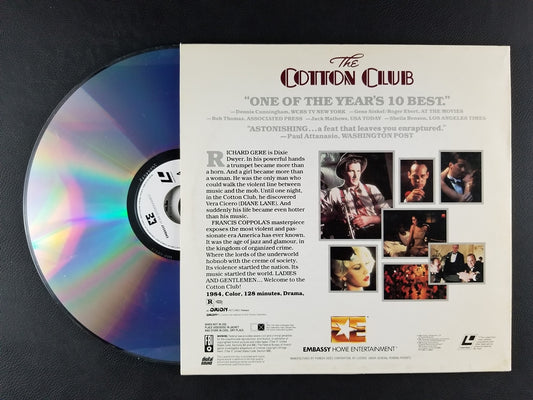 The
COTTON CLUB
"ONE OF THE YEAR'S 10 BEST."
—Dennis Cunningham, WCBS TV NEW YORK —Gene Siskel/Roger Ebert, AT THE MOVIES
—Bob Thomas, ASSOCIATED PRESS —Jack Mathews, USA TODAY —Sheila Benson, LOS ANGELES TIMES
"ASTONISHING...a feat that leaves you enraptured."
—Paul Attanasio, WASHINGTON POST
RICHARD GERE is Dixie
Dwyer. In his powerful hands
a trumpet became more than
a horn. And a girl became more than
a woman. He was the only man who
could walk the violent line between
music and the mob. Until one night,
in the Cotton Club, he discovered
Vera Cicero (DIANE LANE). And
suddenly his life became even hotter
than his music.
FRANCIS COPPOLA'S masterpiece
exposes the most violent and pas-
sionate era America has ever known.
It was the age of jazz and glamour, in
the kingdom of organized crime.
Where the lords of the underworld
hobnob with the creme of society.
Its violence startled the nation. Its
music startled the world. LADIES
AND GENTLEMEN... Welcome to the
Cotton Club!
1984, Color, 128 minutes, Drama,
R
ORION
EMBASSY HOME ENTERTAINMENT
digital
SOUND